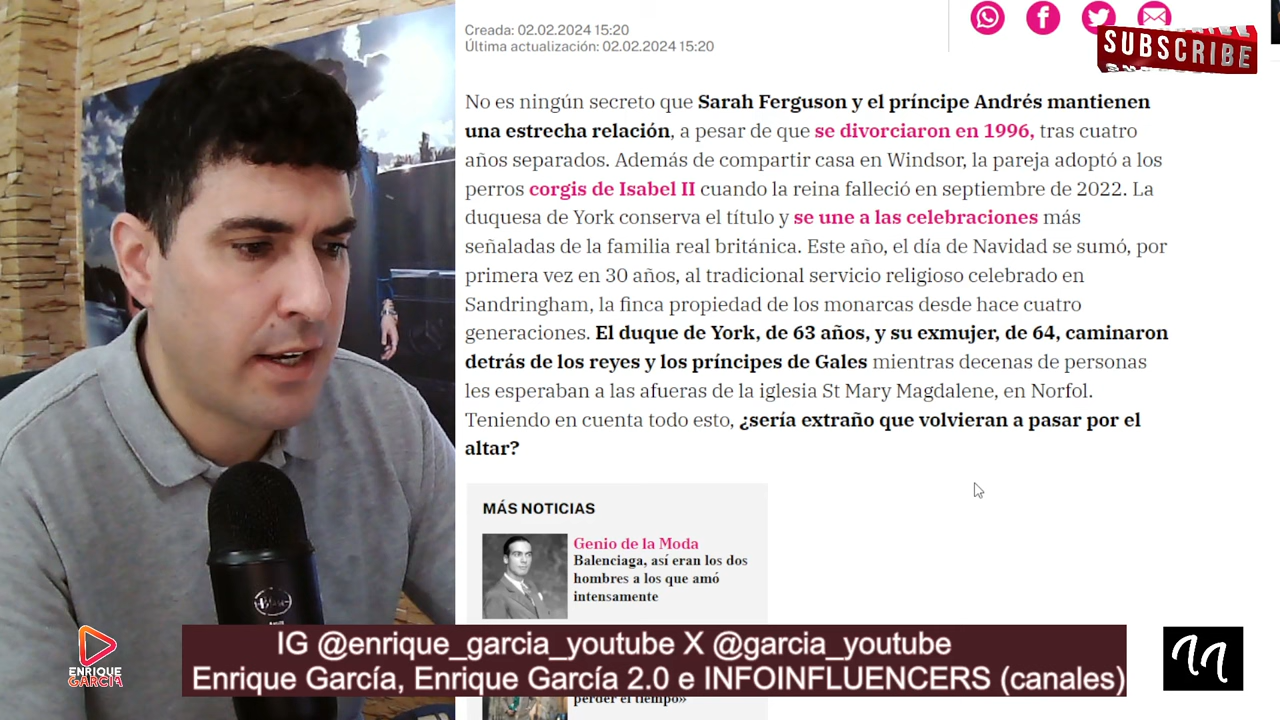 Creada: 02.02.2024 15:20
Última actualización: 02.02.2024 15:20
SUBSCRIBE
No es ningún secreto que Sarah Ferguson y el príncipe Andrés mantienen
una estrecha relación, a pesar de que se divorciaron en 1996, tras cuatro
años separados. Además de compartir casa en Windsor, la pareja adoptó a los
perros corgis de Isabel II cuando la reina falleció en septiembre de 2022. La
duquesa de York conserva el título y se une a las celebraciones más
señaladas de la familia real británica. Este año, el día de Navidad se sumó, por
primera vez en 30 años, al tradicional servicio religioso celebrado en
Sandringham, la finca propiedad de los monarcas desde hace cuatro
generaciones. El duque de York, de 63 años, y su exmujer, de 64, caminaron
detrás de los reyes y los príncipes de Gales mientras decenas de personas
les esperaban a las afueras de la iglesia St Mary Magdalene, en Norfol.
Teniendo en cuenta todo esto, ¿sería extraño que volvieran a pasar por el
altar?
MÁS NOTICIAS
Genio de la Moda
Balenciaga, así eran los dos
hombres a los que amó
intensamente
Blue
ENRIQUE
GARCÍA
IG @enrique_garcia_youtube X @garcia_youtube
Enrique García, Enrique García 2.0 e INFOINFLUENCERS (canales)
perder el tiempo»